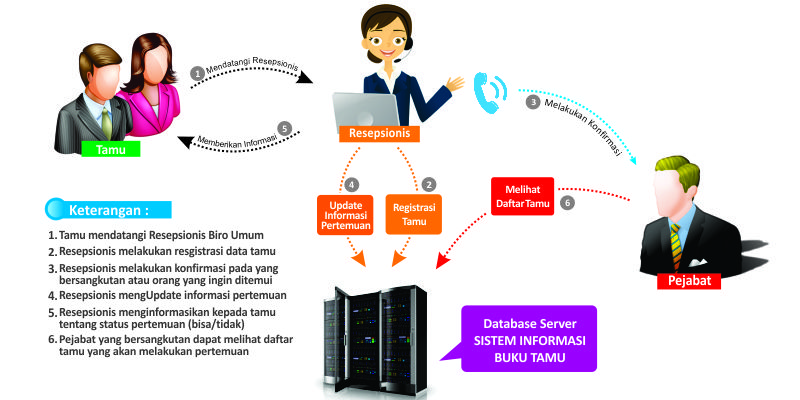 1 Mendatangi Resepsionis
5 Memberikan Informasi
Tamu
Resepsionis
3 Melakukan Konfirmasi
4
Update
Informasi
Pertemuan
2
Registrasi
Tamu
Melihat
Daftar Tamu
6
Pejabat
Keterangan :
1. Tamu mendatangi Resepsionis Biro Umum
2. Resepsionis melakukan resgistrasi data tamu
3. Resepsionis melakukan konfirmasi pada yang
bersangkutan atau orang yang ingin ditemui
4. Resepsionis mengUpdate informasi pertemuan
5. Resepsionis menginformasikan kepada tamu
tentang status pertemuan (bisa/tidak)
6. Pejabat yang bersangkutan dapat melihat daftar
tamu yang akan melakukan pertemuan
Database Server
SISTEM INFORMASI
BUKU TAMU